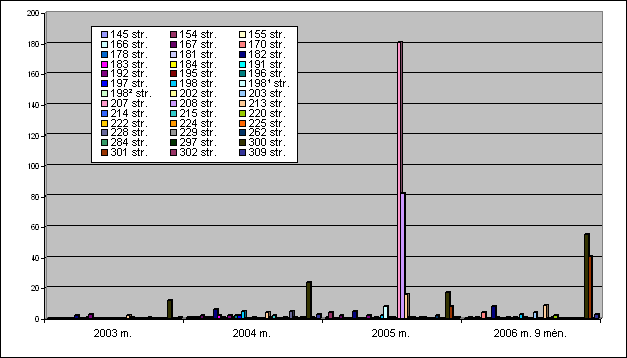 200
180
160
140
120
100
80
60
40
20
0
145 str. 154 str. 155 str.
166 str. 167 str. 170 str.
178 str. 181 str. 182 str.
183 str. 184 str. 191 str.
192 str. 195 str. 196 str.
197 str. 198 str. 198¹ str.
198² str. 202 str. 203 str.
207 str. 208 str. 213 str.
214 str. 215 str. 220 str.
222 str. 224 str. 225 str.
228 str. 229 str. 262 str.
284 str. 297 str. 300 str.
301 str. 302 str. 309 str.
2003 m. 2004 m. 2005 m. 2006 m. 9 mėn.